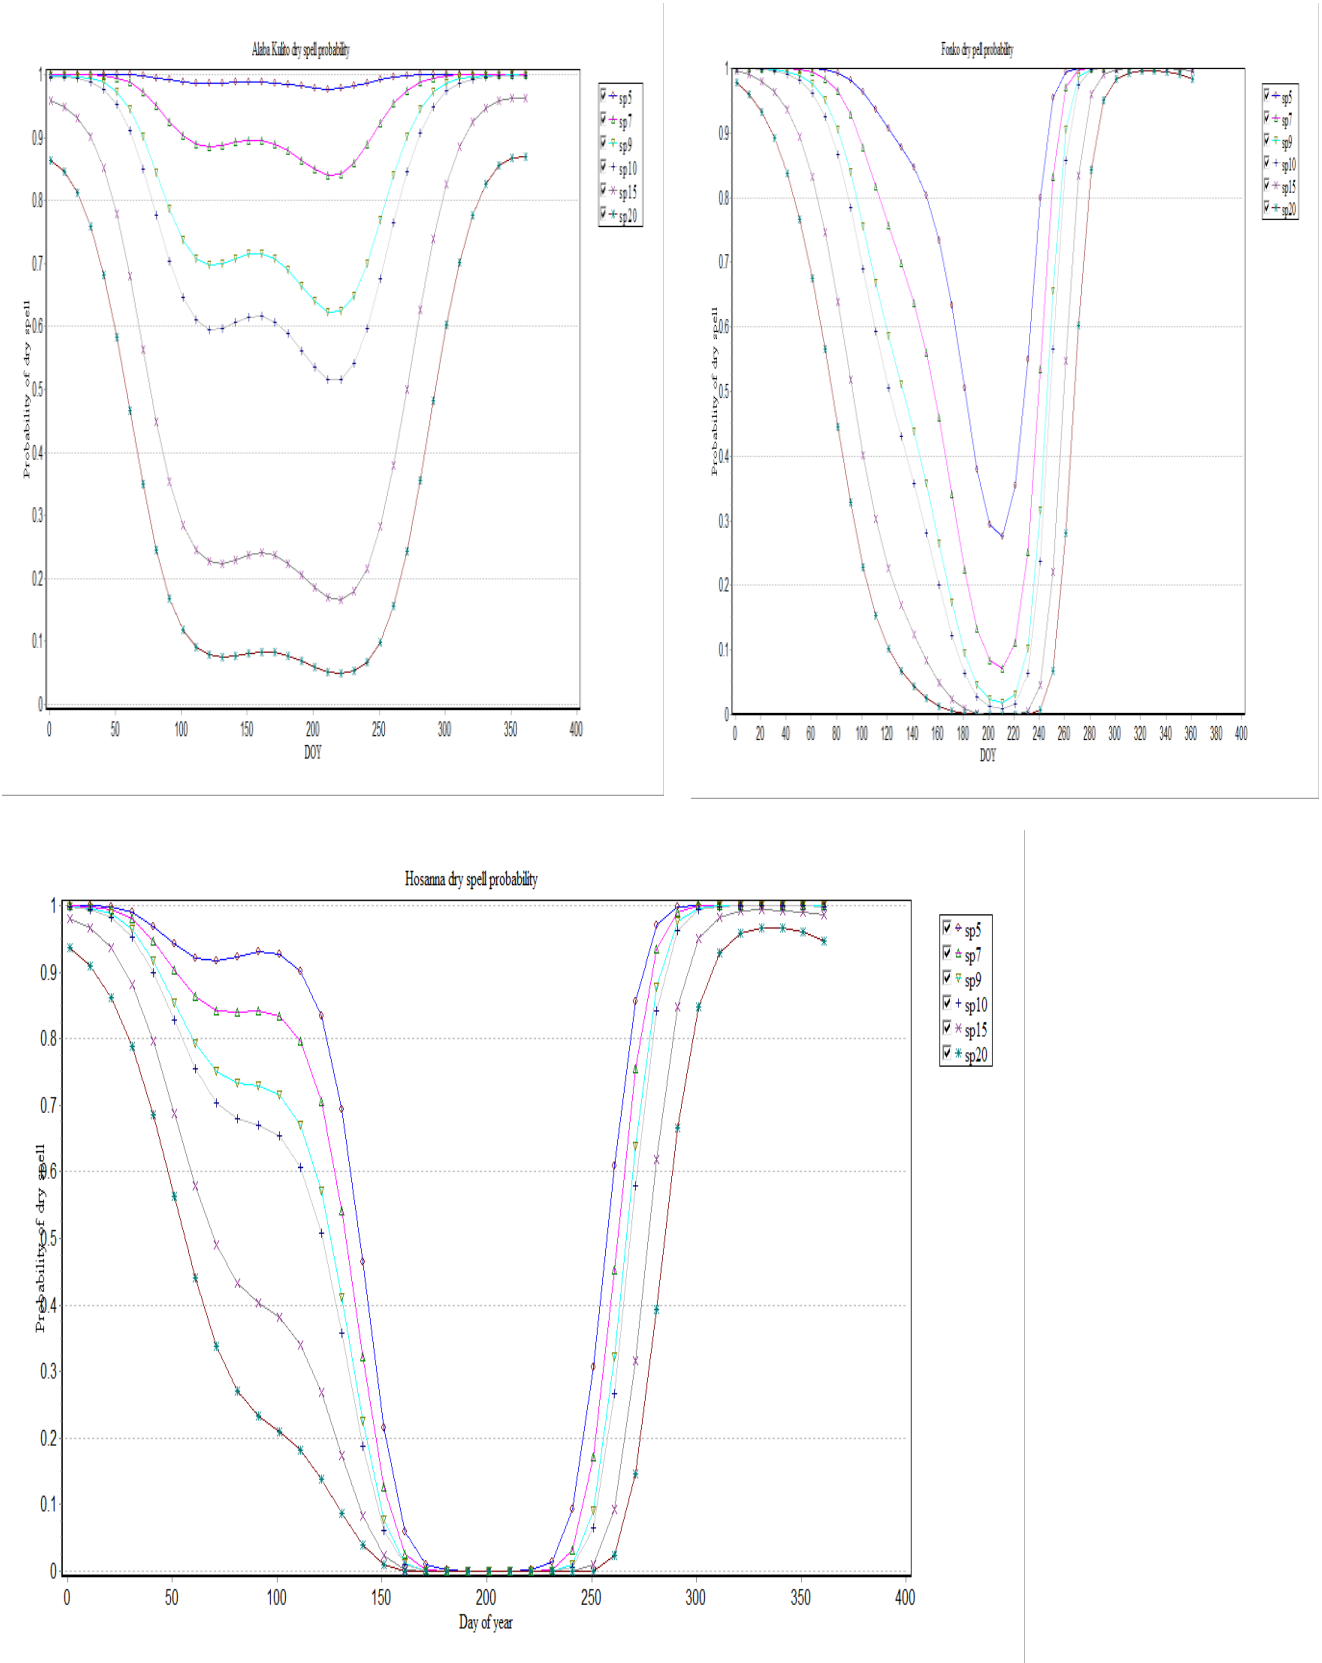 Alaba Kulito dry spell probability
1
0.9
0.8
0.7
0.6
0.5
0.4
0.3
0.2
0.1
0
Probability of dry spell
0 50 100 150 200 250 300 350 400
DOY
sp5
sp7
sp9
sp10
sp15
sp20
Fonko dry pell probability
1
0.9
0.8
0.7
0.6
0.5
0.4
0.3
0.2
0.1
0
Probability of dry spell
0 20 40 60 80 100 120 140 160 180 200 220 240 260 280 300 320 340 360 380 400
DOY
sp5
sp7
sp9
sp10
sp15
sp20
Hosanna dry spell probability
1
0.9
0.8
0.7
0.6
0.5
0.4
0.3
0.2
0.1
0
Probability of dry spell
0 50 100 150 200 250 300 350 400
Day of year
sp5
sp7
sp9
sp10
sp15
sp20